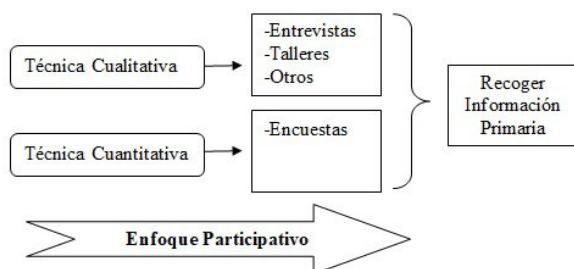 Técnica Cualitativa
-Entrevistas
-Talleres
-Otros
Técnica Cuantitativa
-Encuestas
Recoger
Información
Primaria
Enfoque Participativo